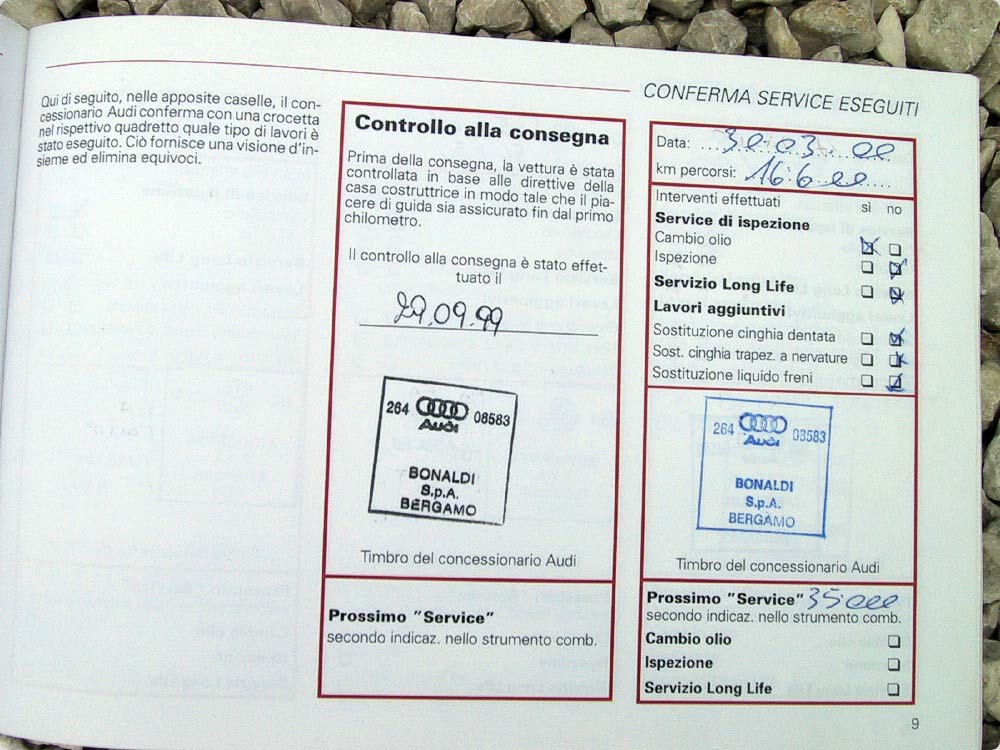 CONFERMA SERVICE ESEGUITI
Qui di seguito, nelle apposite caselle, il con-
cessionario Audi conferma con una crocetta
nel rispettivo quadretto quale tipo di lavori è
stato eseguito. Ciò fornisce una visione d'in-
sieme ed elimina equivoci.
Controllo alla consegna
Prima della consegna, la vettura è stata
controllata in base alle direttive della
casa costruttrice in modo tale che il pia-
cere di guida sia assicurato fin dal primo
chilometro.
Il controllo alla consegna è stato effet-
tuato il
29.09.99
264 08583
Audi
BONALDI
S.p.A.
BERGAMO
Timbro del concessionario Audi
Prossimo "Service"
secondo indicaz. nello strumento comb.
Data: 30.03.00
km percorsi: 16600
Interventi effettuati sì no
Service di ispezione
Cambio olio
Ispezione
Servizio Long Life
Lavori aggiuntivi
Sostituzione cinghia dentata
Sost. cinghia trapez. a nervature
Sostituzione liquido freni
264 08583
Audi
BONALDI
S.p.A.
BERGAMO
Timbro del concessionario Audi
Prossimo "Service" 35000
secondo indicaz. nello strumento comb.
Cambio olio
Ispezione
Servizio Long Life
9